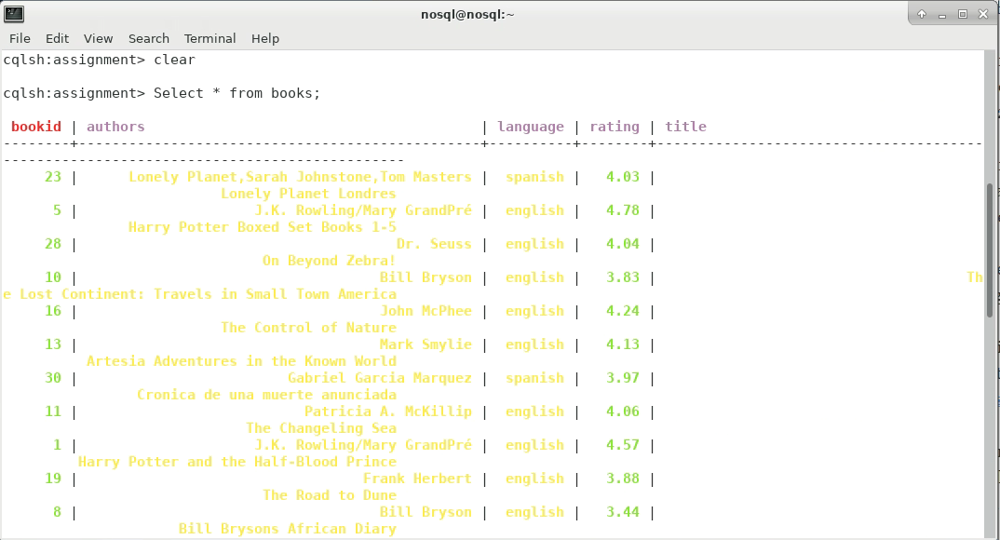 nosql@nosql:~
File Edit View Search Terminal Help
cqlsh:assignment> clear
cqlsh:assignment> Select * from books;
bookid | authors | language | rating | title
--------+------------------------------------------------+----------+--------+---------------------------------------
------------------------------------------------
23 | Lonely Planet,Sarah Johnstone,Tom Masters | spanish | 4.03 |
Lonely Planet Londres
5 | J.K. Rowling/Mary GrandPré | english | 4.78 |
Harry Potter Boxed Set Books 1-5
28 | Dr. Seuss | english | 4.04 |
On Beyond Zebra!
10 | Bill Bryson | english | 3.83 | Th
e Lost Continent: Travels in Small Town America
16 | John McPhee | english | 4.24 |
The Control of Nature
13 | Mark Smylie | english | 4.13 |
Artesia Adventures in the Known World
30 | Gabriel Garcia Marquez | spanish | 3.97 |
Cronica de una muerte anunciada
11 | Patricia A. McKillip | english | 4.06 |
The Changeling Sea
1 | J.K. Rowling/Mary GrandPré | english | 4.57 |
Harry Potter and the Half-Blood Prince
19 | Frank Herbert | english | 3.88 |
The Road to Dune
8 | Bill Bryson | english | 3.44 |
Bill Brysons African Diary